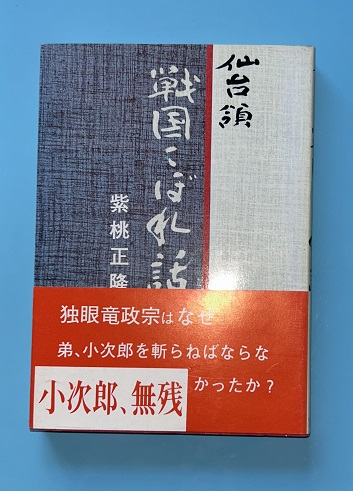 仙台領
戦国こぼれ話
紫桃正隆
独眼竜政宗はなぜ
弟、小次郎を斬らねばならな
かったか？
小次郎、無残